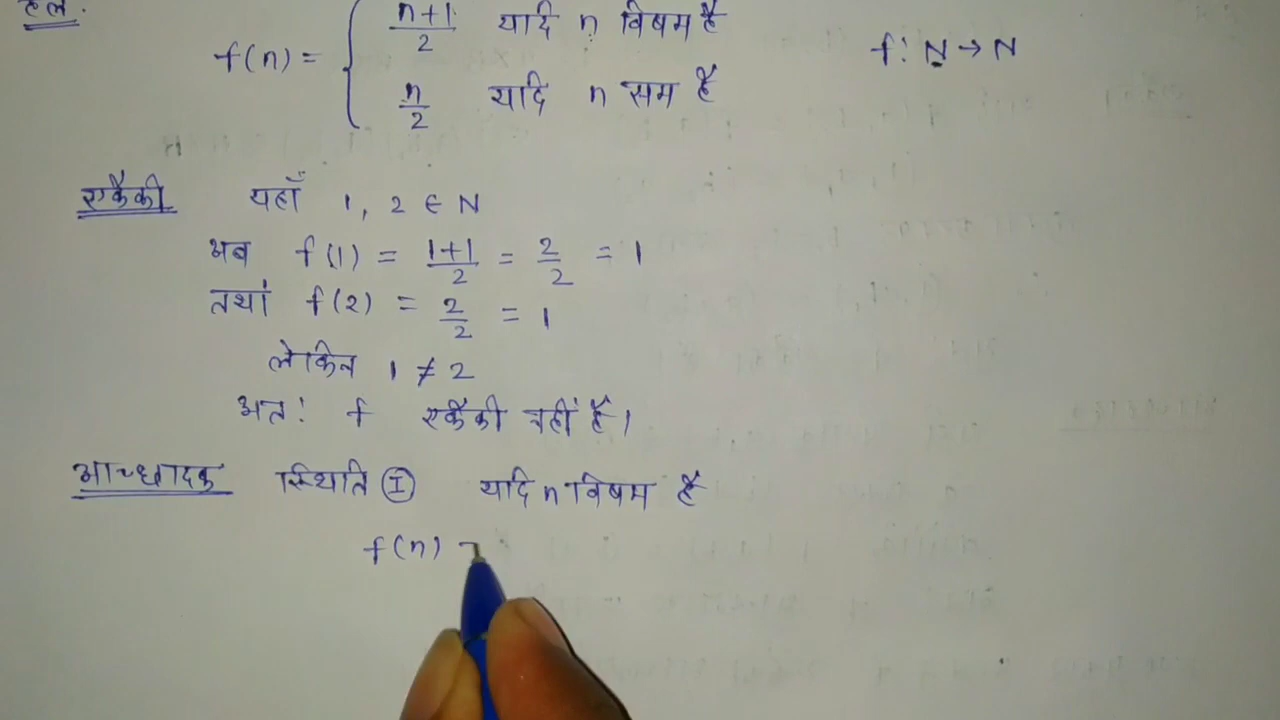 हल:
f(n) = { n+1/2 यदि n विषम है
n/2 यदि n सम है
f: N → N
एकैकी यहाँ 1, 2 ∈ N
अब f(1) = 1+1/2 = 2/2 = 1
तथा f(2) = 2/2 = 1
लेकिन 1 ≠ 2
अत: f एकैकी नहीं है।
आच्छादक स्थिति I यदि n विषम है
f(n) =